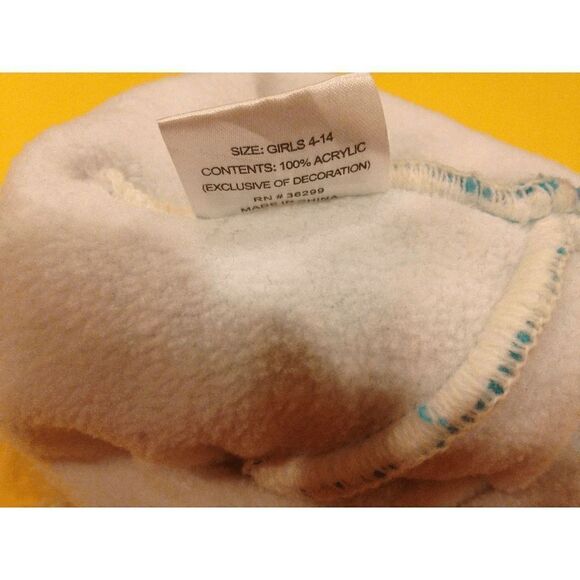 SIZE: GIRLS 4-14
CONTENTS: 100% ACRYLIC
(EXCLUSIVE OF DECORATION)
RN # 36299
MADE IN CHINA